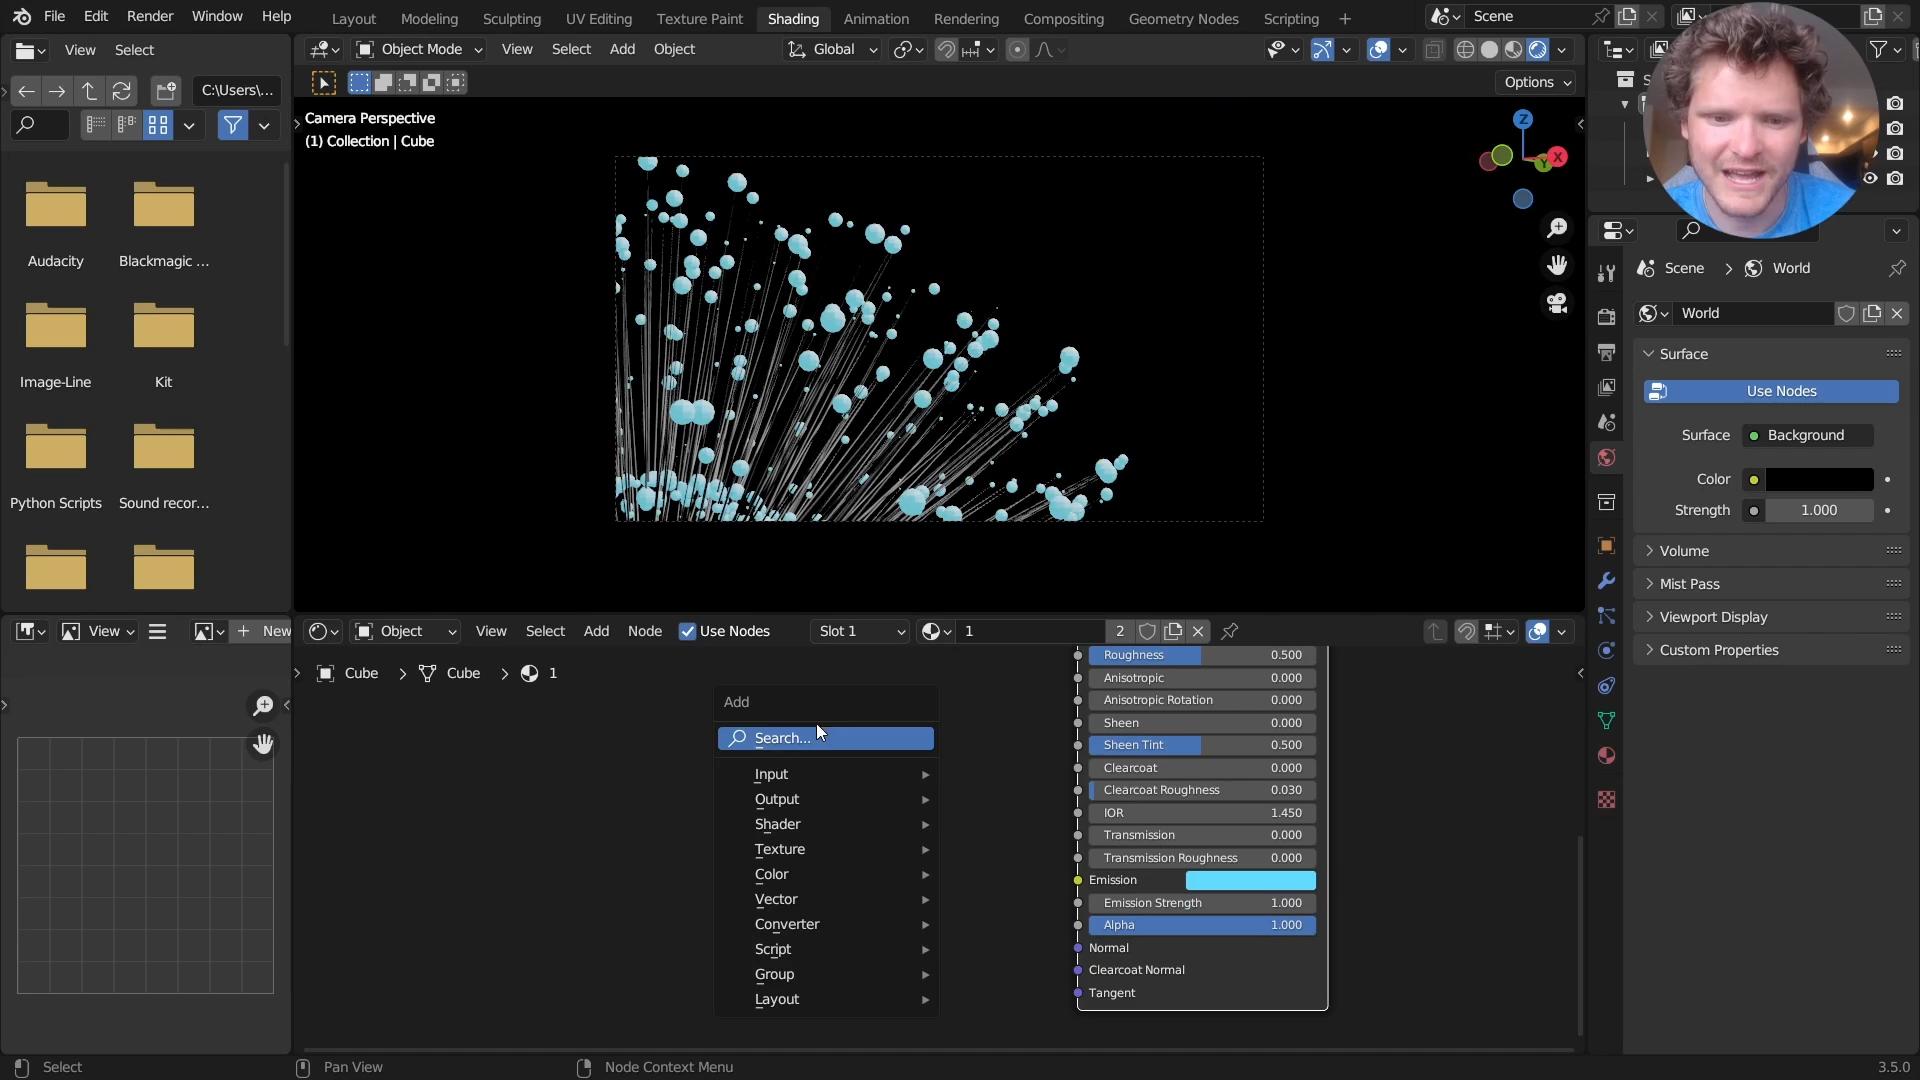 File Edit Render Window Help
Layout Modeling Sculpting UV Editing Texture Paint Shading Animation Rendering Compositing Geometry Nodes Scripting
Scene
View Select
Object Mode View Select Add Object
Global
C:\Users\...
Options
Camera Perspective
(1) Collection | Cube
Z
X
Y
Audacity
Blackmagic ...
Image-Line
Kit
Python Scripts
Sound recor...
Scene World
World
Surface
Use Nodes
Surface Background
Color
Strength 1.000
Volume
Mist Pass
Viewport Display
Custom Properties
View
New
Object View Select Add Node Use Nodes Slot 1 1 2
Cube Cube 1
Add
Search...
Input
Output
Shader
Texture
Color
Vector
Converter
Script
Group
Layout
Roughness 0.500
Anisotropic 0.000
Anisotropic Rotation 0.000
Sheen 0.000
Sheen Tint 0.500
Clearcoat 0.000
Clearcoat Roughness 0.030
IOR 1.450
Transmission 0.000
Transmission Roughness 0.000
Emission
Emission Strength 1.000
Alpha 1.000
Normal
Clearcoat Normal
Tangent
Select
Pan View
Node Context Menu
3.5.0